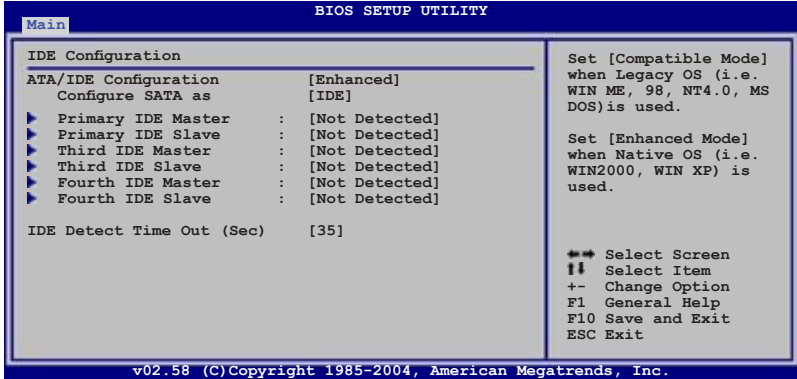 BIOS SETUP UTILITY
Main
IDE Configuration
ATA/IDE Configuration [Enhanced]
Configure SATA as [IDE]
Primary IDE Master : [Not Detected]
Primary IDE Slave : [Not Detected]
Third IDE Master : [Not Detected]
Third IDE Slave : [Not Detected]
Fourth IDE Master : [Not Detected]
Fourth IDE Slave : [Not Detected]
IDE Detect Time Out (Sec) [35]
Set [Compatible Mode]
when Legacy OS (i.e.
WIN ME, 98, NT4.0, MS
DOS)is used.
Set [Enhanced Mode]
when Native OS (i.e.
WIN2000, WIN XP) is
used.
Select Screen
Select Item
+- Change Option
F1 General Help
F10 Save and Exit
ESC Exit
v02.58 (C)Copyright 1985-2004, American Megatrends, Inc.